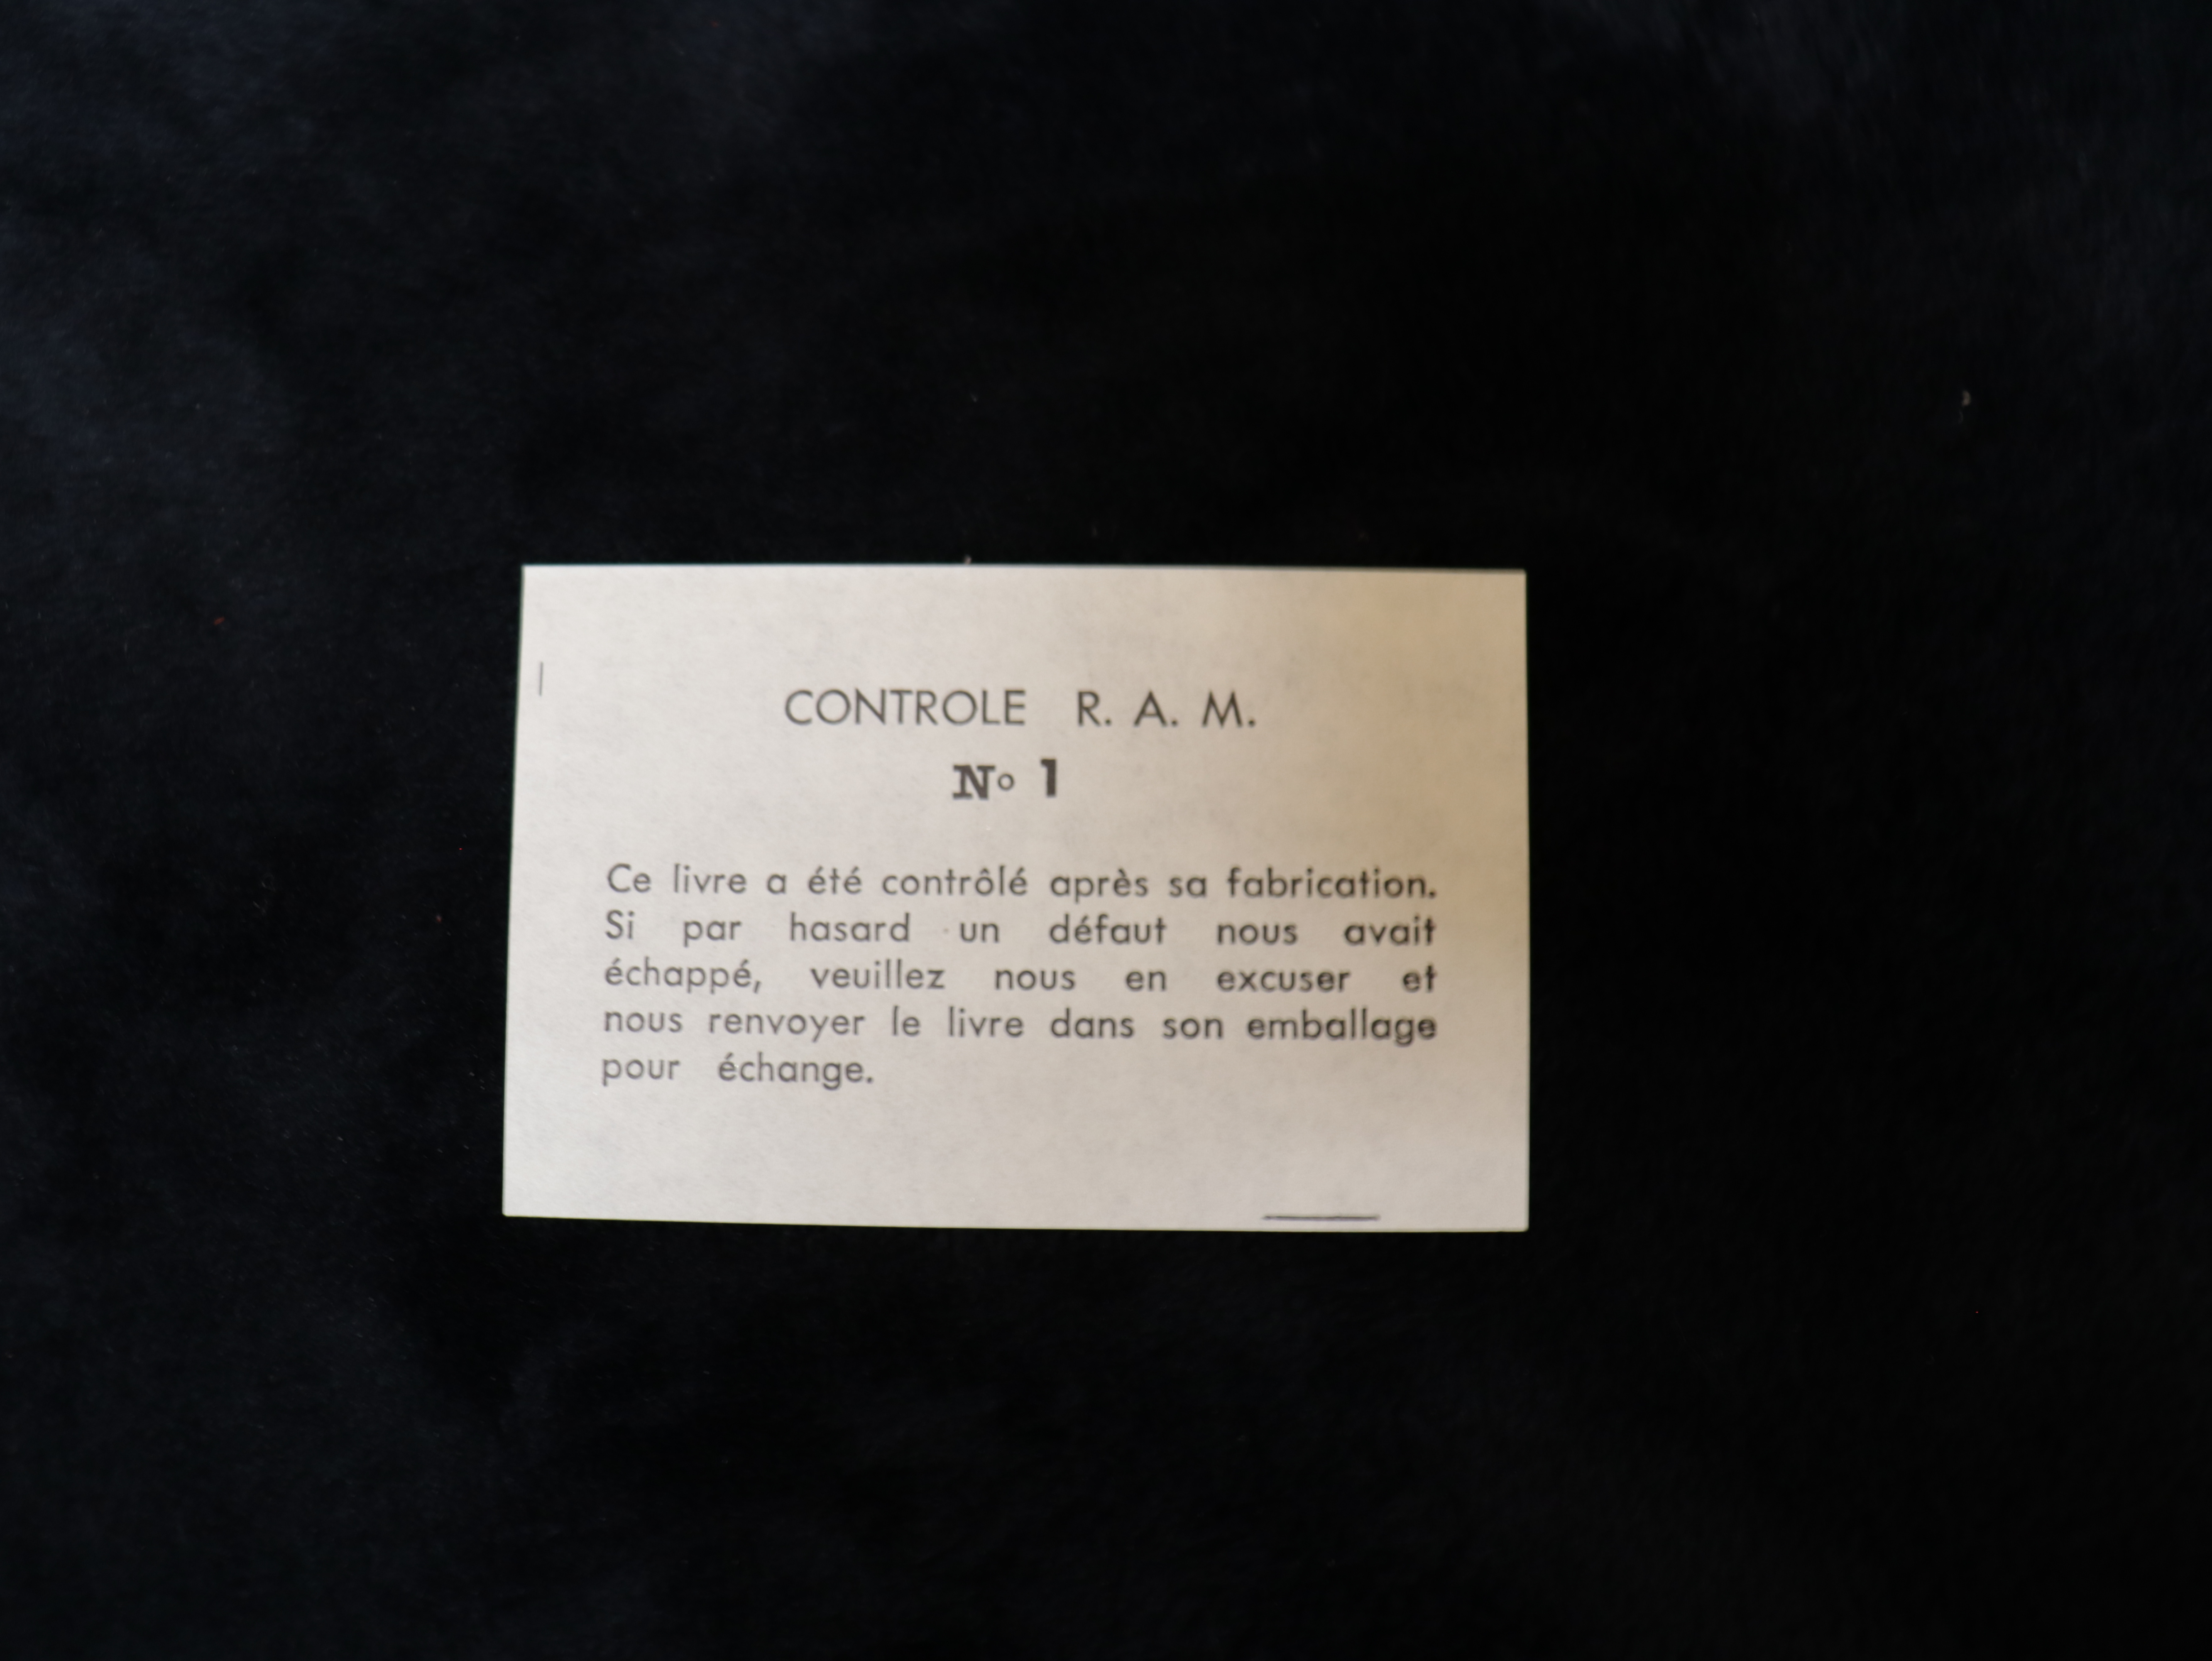 CONTROLE R. A. M.
No 1
Ce livre a été contrôlé après sa fabrication.
Si par hasard un défaut nous avait
échappé, veuillez nous en excuser et
nous renvoyer le livre dans son emballage
pour échange.